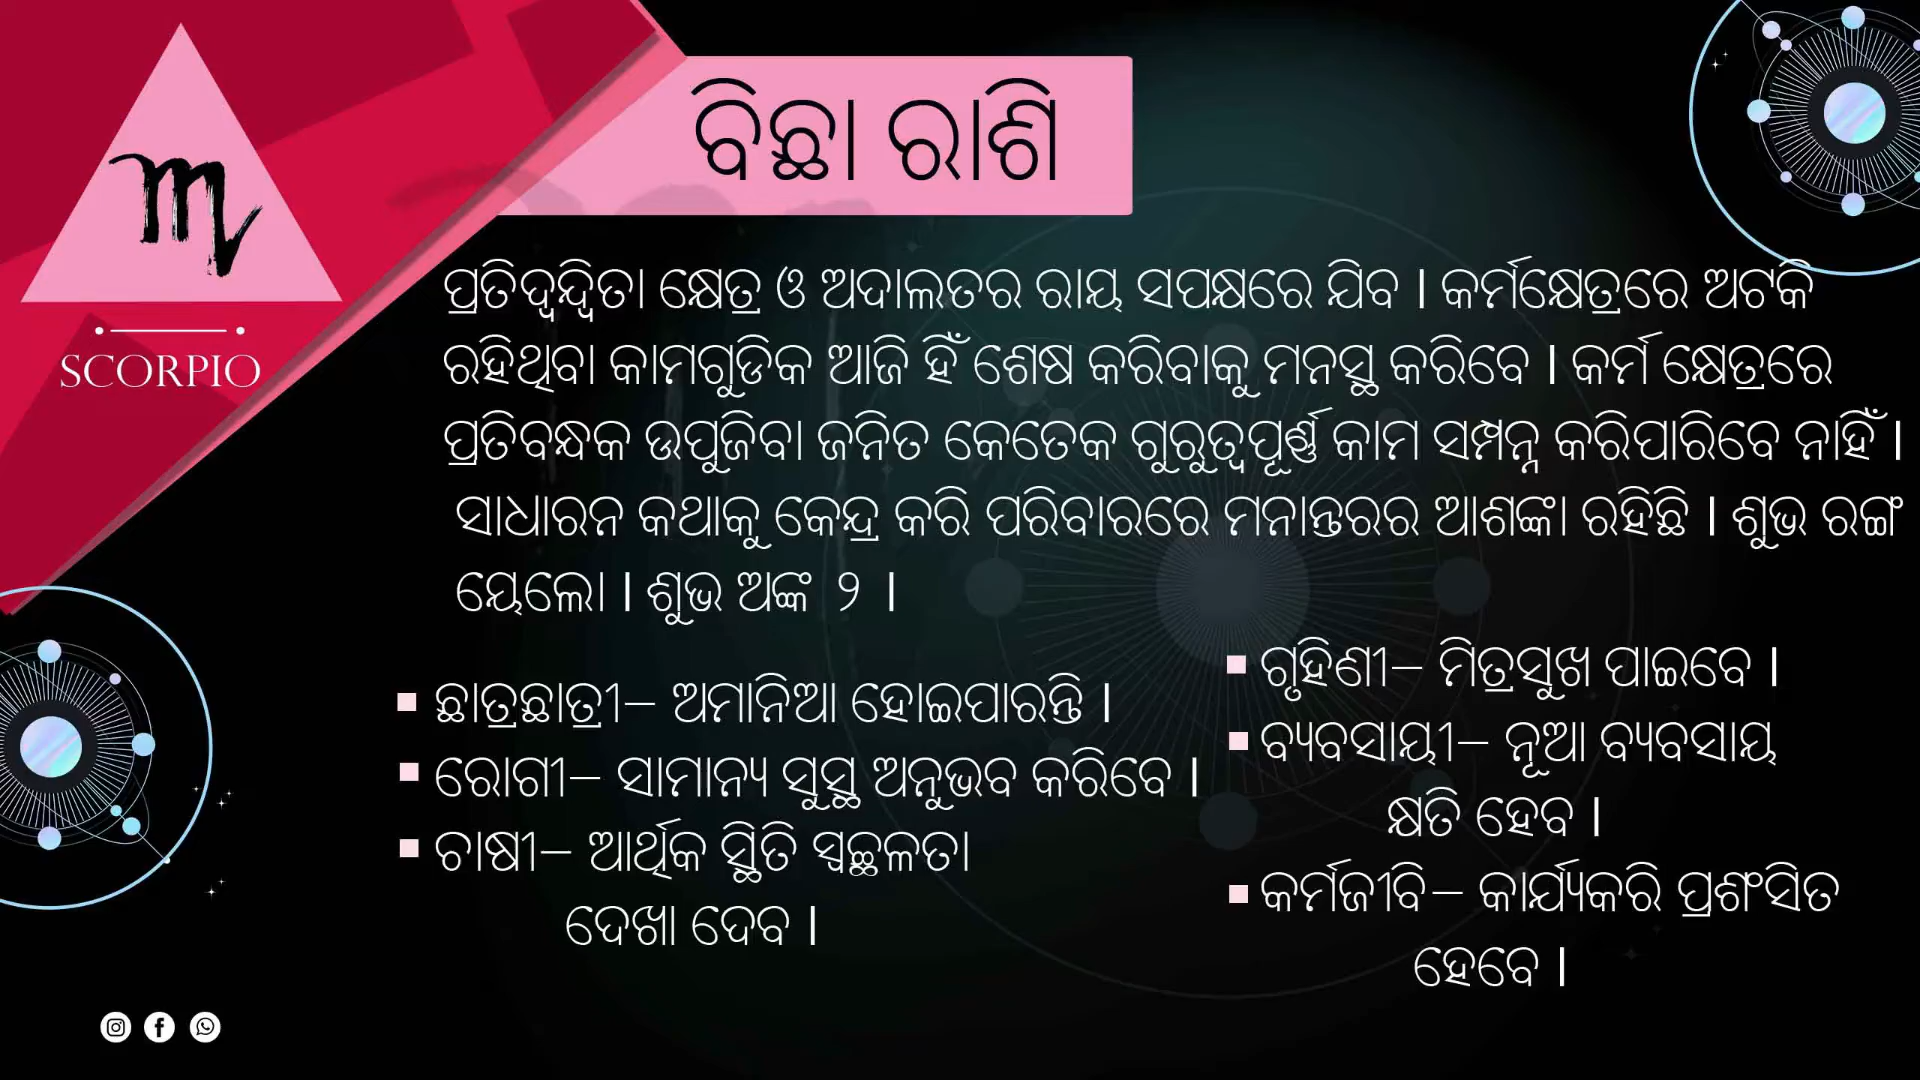 ବିଛା ରାଶି
SCORPIO
ପ୍ରତିଦ୍ୱନ୍ଦ୍ୱିତା କ୍ଷେତ୍ର ଓ ଅଦାଲତର ରାୟ ସପକ୍ଷରେ ଯିବ । କର୍ମକ୍ଷେତ୍ରରେ ଅଟକି
ରହିଥିବା କାମଗୁଡିକ ଆଜି ହିଁ ଶେଷ କରିବାକୁ ମନସ୍ଥ କରିବେ । କର୍ମ କ୍ଷେତ୍ରରେ
ପ୍ରତିବନ୍ଧକ ଉପୁଜିବା ଜନିତ କେତେକ ଗୁରୁତ୍ୱପୂର୍ଣ୍ଣ କାମ ସମ୍ପନ୍ନ କରିପାରିବେ ନାହିଁ ।
ସାଧାରନ କଥାକୁ କେନ୍ଦ୍ର କରି ପରିବାରରେ ମନାନ୍ତରର ଆଶଙ୍କା ରହିଛି । ଶୁଭ ରଙ୍ଗ
ୟେଲୋ । ଶୁଭ ଅଙ୍କ ୨ ।
ଛାତ୍ରଛାତ୍ରୀ– ଅମାନିଆ ହୋଇପାରନ୍ତି ।
ରୋଗୀ– ସାମାନ୍ୟ ସୁସ୍ଥ ଅନୁଭବ କରିବେ ।
ଚାଷୀ– ଆର୍ଥିକ ସ୍ଥିତି ସ୍ୱଚ୍ଛଳତା
ଦେଖା ଦେବ ।
ଗୃହିଣୀ– ମିତ୍ରସୁଖ ପାଇବେ ।
ବ୍ୟବସାୟୀ– ନୂଆ ବ୍ୟବସାୟ
କ୍ଷତି ହେବ ।
କର୍ମଜୀବି– କାର୍ଯ୍ୟକରି ପ୍ରଶଂସିତ
ହେବେ ।